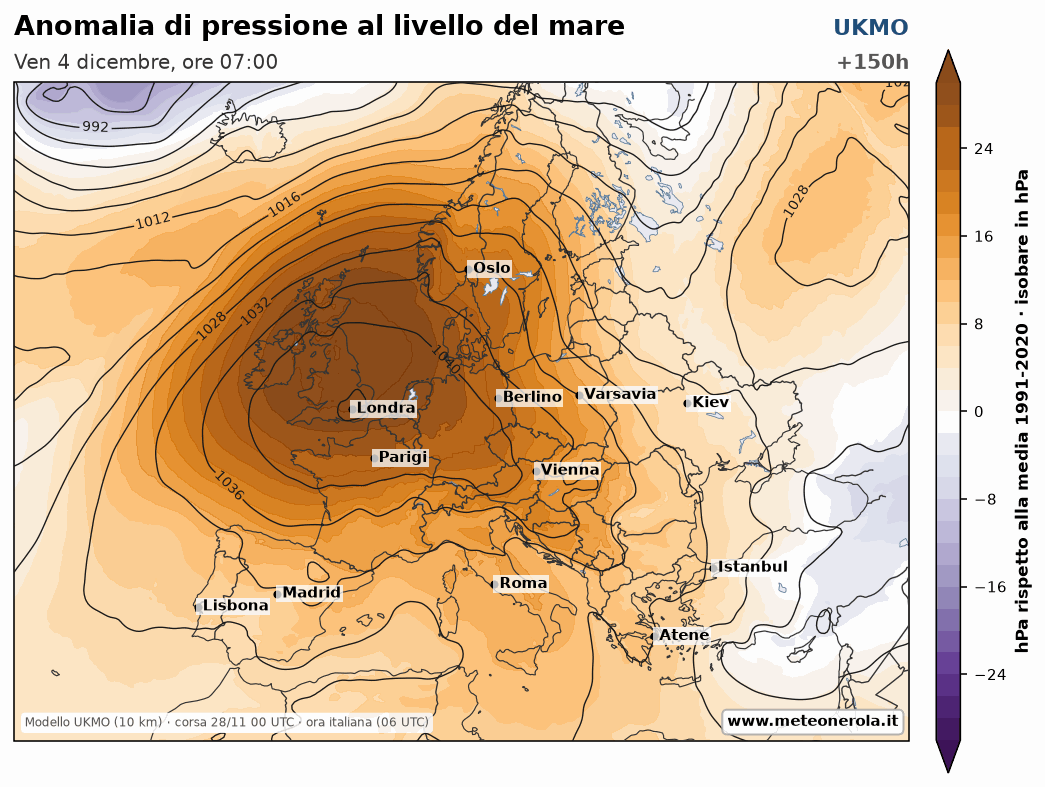 Anomalia di pressione al livello del mare
UKMO
Ven 4 dicembre, ore 07:00
+150h
992
1012
1016
1028
1028
1032
1040
1036
Oslo
Londra
Berlino
Varsavia
Kiev
Parigi
Vienna
Istanbul
Roma
Madrid
Lisbona
Atene
Modello UKMO (10 km) · corsa 28/11 00 UTC · ora italiana (06 UTC)
www.meteonerola.it
24
16
8
0
−8
−16
−24
hPa rispetto alla media 1991-2020 · isobare in hPa